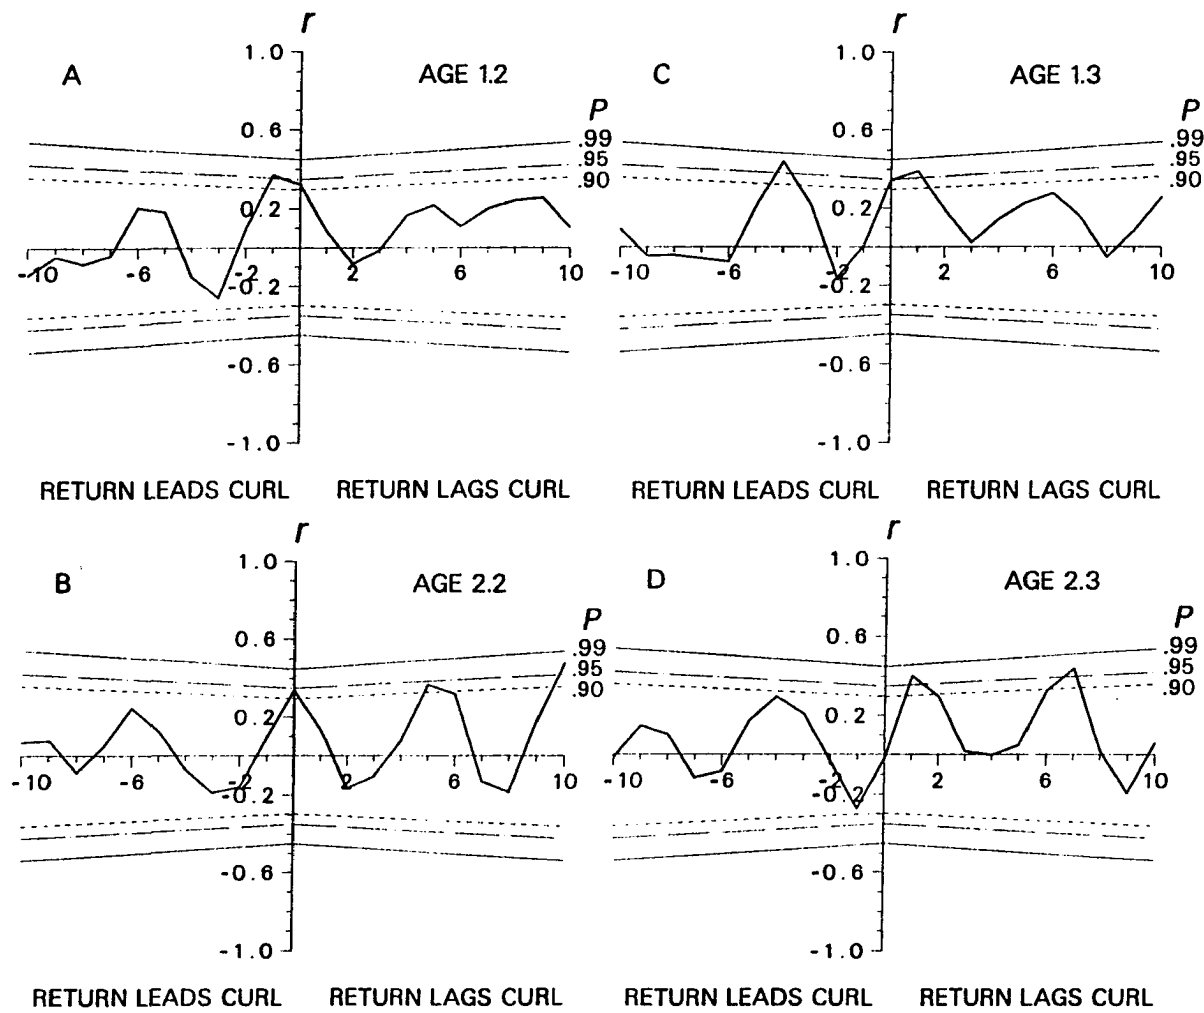 r
1.0
A
AGE 1.2
P
0.6
.99
.95
.90
0.2
-10
-6
-2
2
6
10
-0.2
-0.6
-1.0
RETURN LEADS CURL
RETURN LAGS CURL
r
1.0
C
AGE 1.3
P
0.6
.99
.95
.90
0.2
-10
-6
-2
2
6
10
-0.2
-0.6
-1.0
RETURN LEADS CURL
RETURN LAGS CURL
r
1.0
B
AGE 2.2
P
0.6
.99
.95
.90
0.2
-10
-6
-2
2
6
10
-0.2
-0.6
-1.0
RETURN LEADS CURL
RETURN LAGS CURL
r
1.0
D
AGE 2.3
P
0.6
.99
.95
.90
0.2
-10
-6
-2
2
6
10
-0.2
-0.6
-1.0
RETURN LEADS CURL
RETURN LAGS CURL